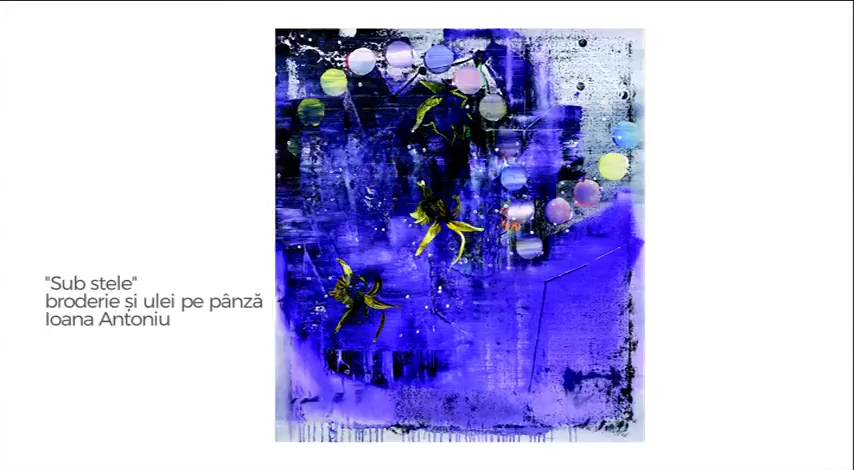 "Sub stele"
broderie și ulei pe pânză
Ioana Antoniu